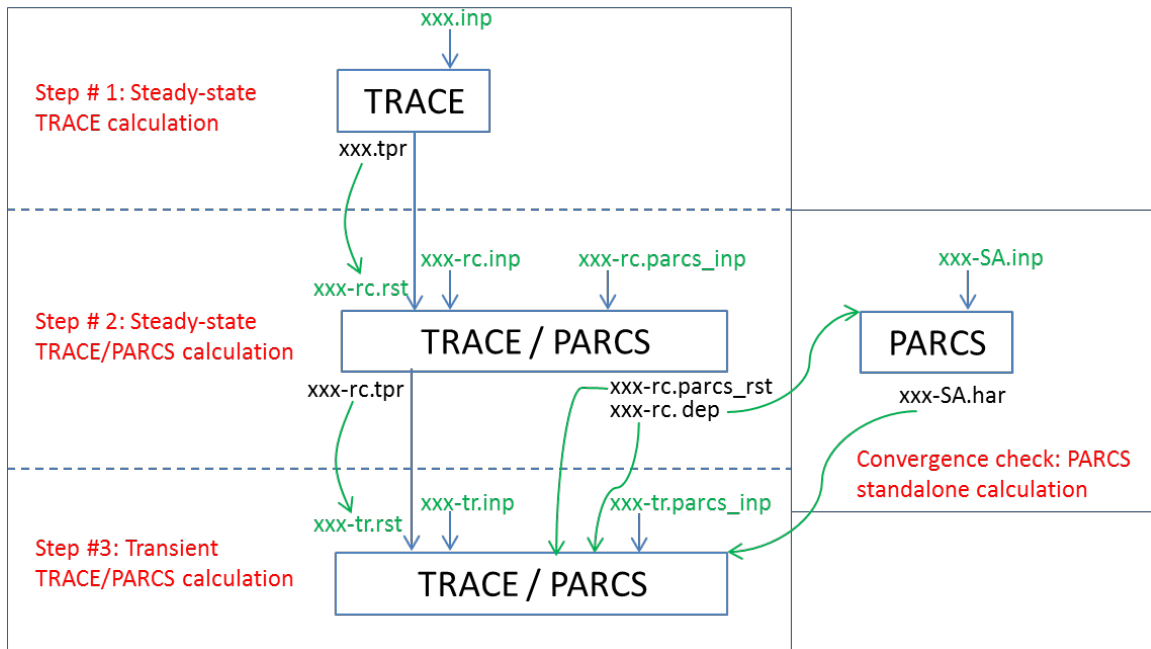 xxx.inp
Step # 1: Steady-state
TRACE calculation
TRACE
xxx.tpr
xxx-rc.inp
xxx-rc.parcs_inp
xxx-SA.inp
xxx-rc.rst
Step # 2: Steady-state
TRACE/PARCS calculation
TRACE / PARCS
PARCS
xxx-rc.tpr
xxx-rc.parcs_rst
xxx-rc. dep
xxx-SA.har
Convergence check: PARCS
standalone calculation
xxx-tr.inp
xxx-tr.parcs_inp
xxx-tr.rst
Step #3: Transient
TRACE/PARCS calculation
TRACE / PARCS